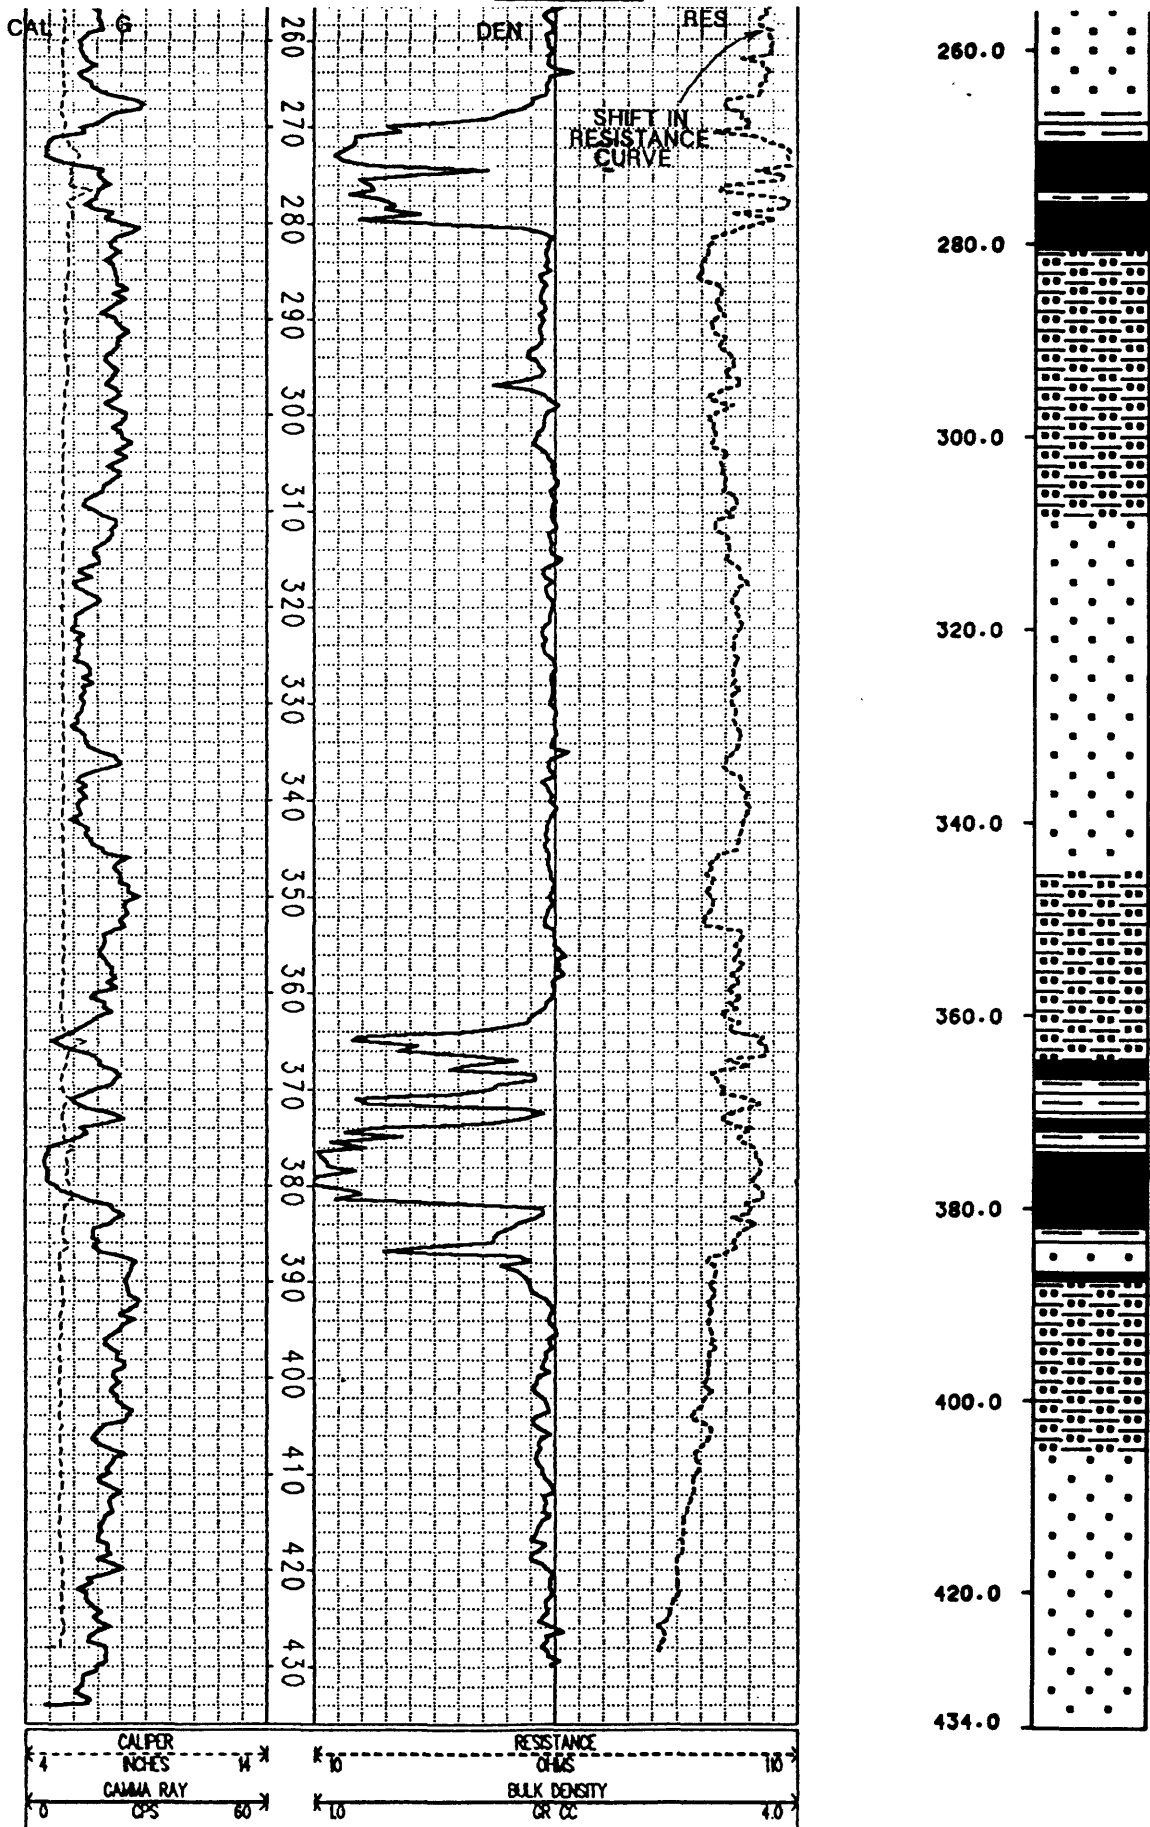 CAL G DEN RES
SHIFT IN
RESISTANCE
CURVE
260
270
280
290
300
310
320
330
340
350
360
370
380
390
400
410
420
430
260.0
280.0
300.0
320.0
340.0
360.0
380.0
400.0
420.0
434.0
CALIPER
4 INCHES 14
GAMMA RAY
0 CPS 60
RESISTANCE
10 OHMS 110
BULK DENSITY
1.0 GR CC 4.0